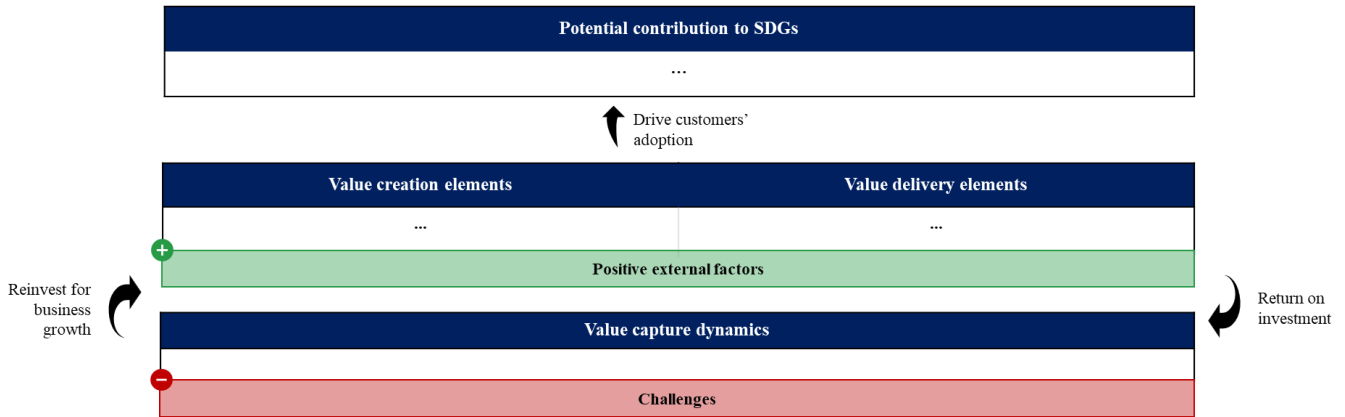 Potential contribution to SDGs
...
Drive customers’
adoption
Value creation elements
Value delivery elements
...
...
+
Positive external factors
Reinvest for
business
growth
Return on
investment
Value capture dynamics
−
Challenges